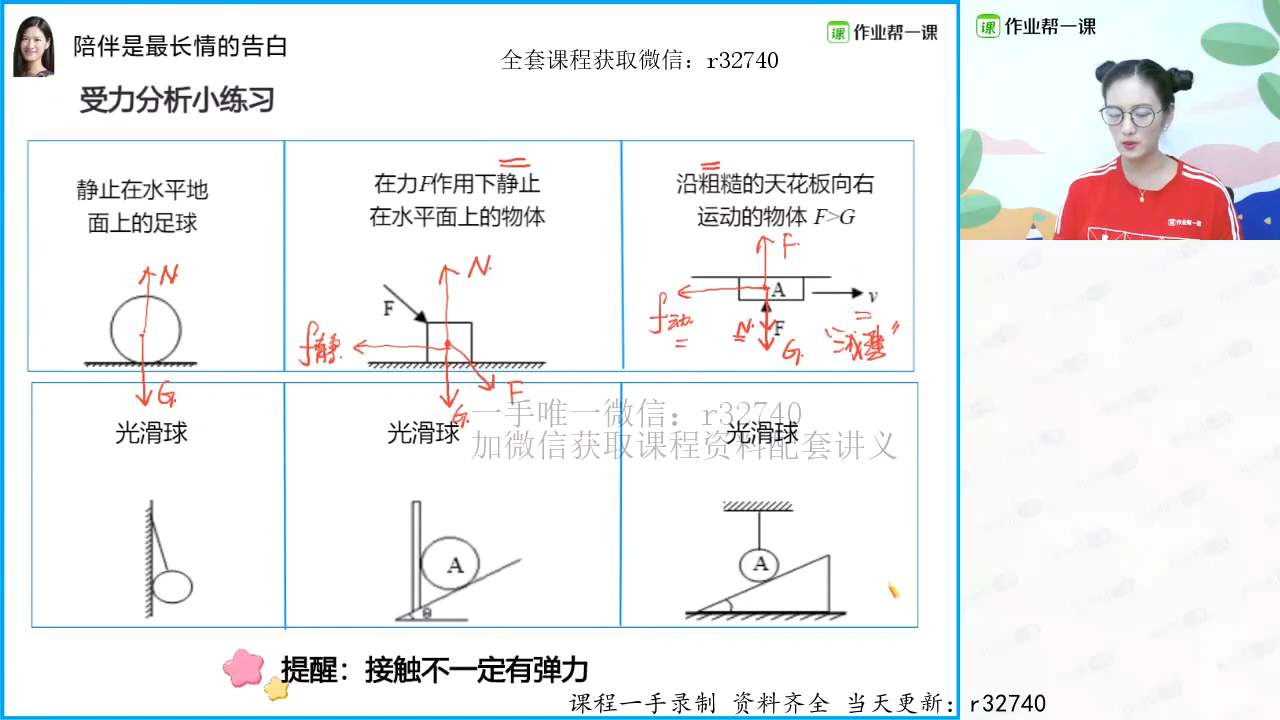 陪伴是最长情的告白
作业帮一课
作业帮一课
全套课程获取微信：r32740
受力分析小练习
静止在水平地
面上的足球
N
G
在力F作用下静止
在水平面上的物体
N
F
f静
F
G
沿粗糙的天花板向右
运动的物体 F>G
F
A
v
f动
N
F
G
光滑球
光滑球
A
θ
光滑球
A
一手唯一微信：r32740
加微信获取课程资料配套讲义
提醒：接触不一定有弹力
课程一手录制 资料齐全 当天更新：r32740